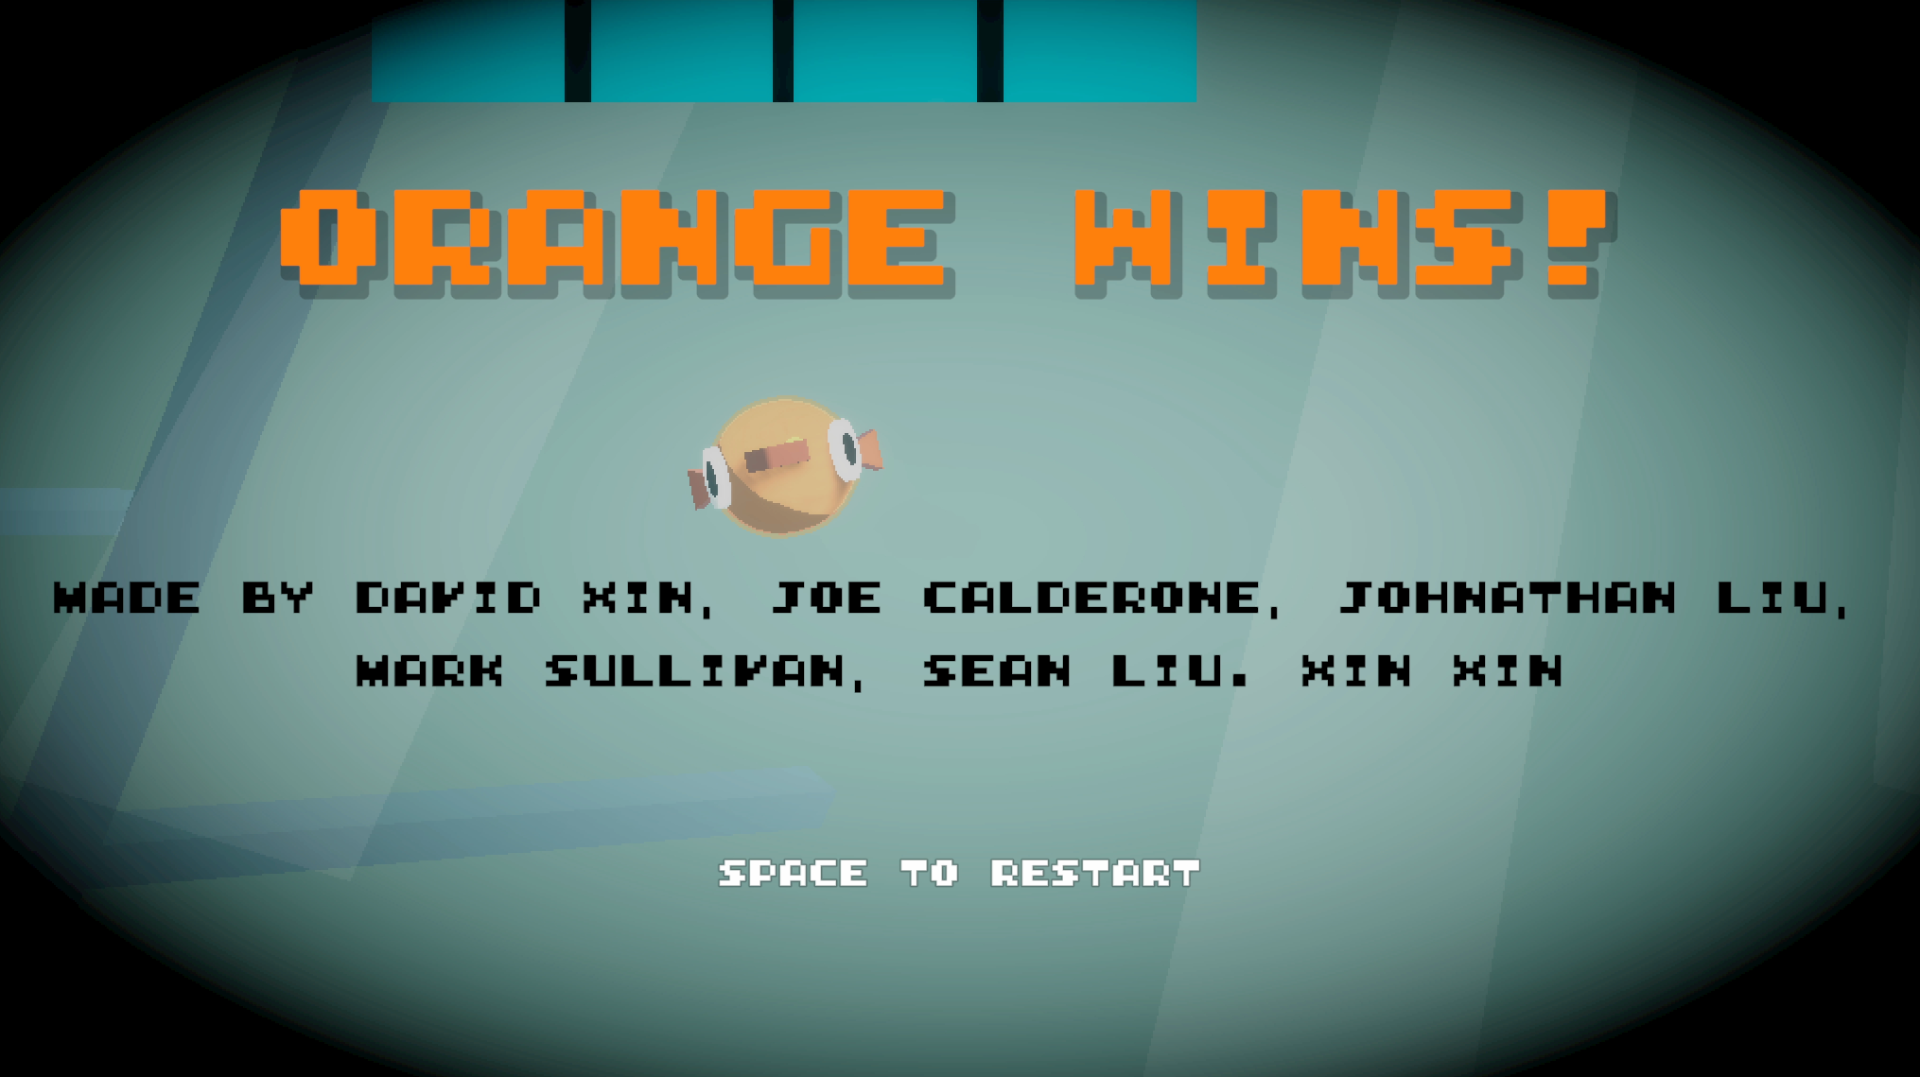 ORANGE WINS!
MADE BY DAVID XIN, JOE CALDERONE, JOHNATHAN LIU,
MARK SULLIVAN, SEAN LIU. XIN XIN
SPACE TO RESTART